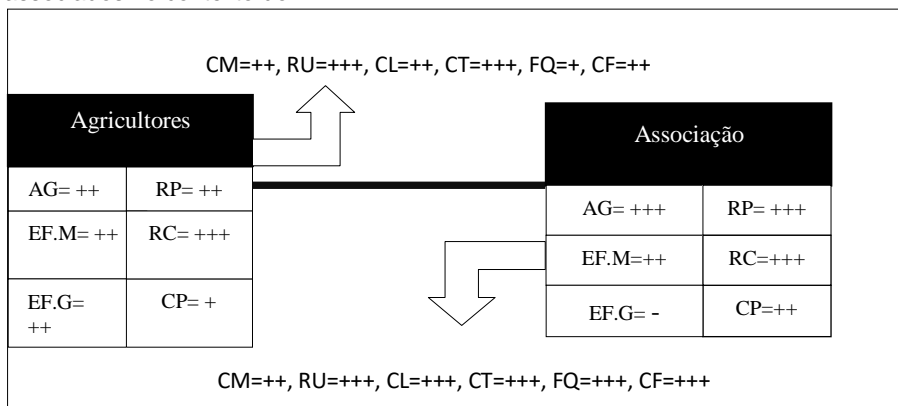 CM=++, RU=+++, CL=++, CT=+++, FQ=+, CF=++
Agricultores
AG= ++ RP= ++
EF.M= ++ RC= +++
EF.G= ++ CP= +
Associação
AG= +++ RP= +++
EF.M=++ RC=+++
EF.G= - CP=++
CM=++, RU=+++, CL=+++, CT=+++, FQ=+++, CF=+++